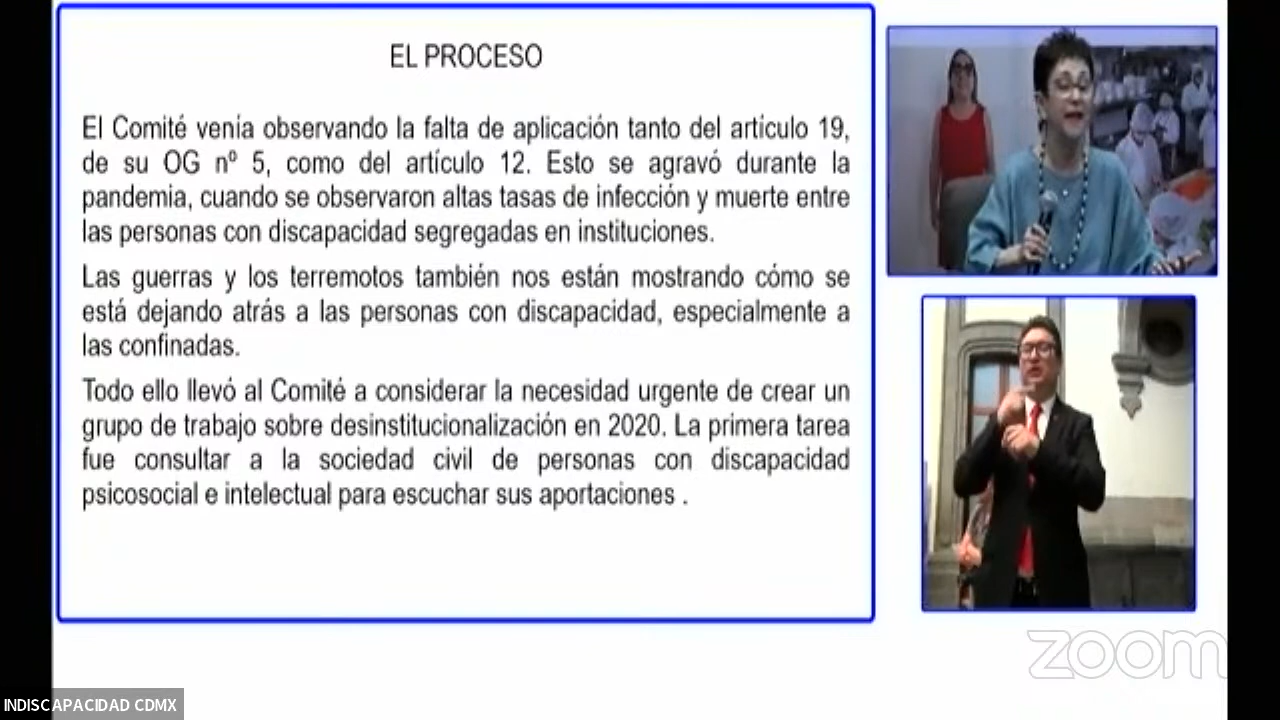 EL PROCESO
El Comité venía observando la falta de aplicación tanto del artículo 19,
de su OG nº 5, como del artículo 12. Esto se agravó durante la
pandemia, cuando se observaron altas tasas de infección y muerte entre
las personas con discapacidad segregadas en instituciones.
Las guerras y los terremotos también nos están mostrando cómo se
está dejando atrás a las personas con discapacidad, especialmente a
las confinadas.
Todo ello llevó al Comité a considerar la necesidad urgente de crear un
grupo de trabajo sobre desinstitucionalización en 2020. La primera tarea
fue consultar a la sociedad civil de personas con discapacidad
psicosocial e intelectual para escuchar sus aportaciones .
zoom
INDISCAPACIDAD CDMX